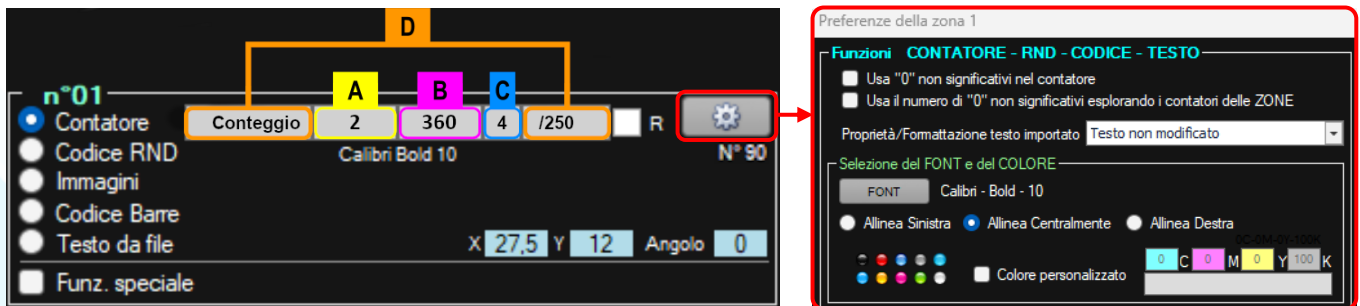 D
A B C
n°01
Contatore Conteggio 2 360 4 /250 R
Codice RND Calibri Bold 10 N° 90
Immagini
Codice Barre
Testo da file X 27,5 Y 12 Angolo 0
Funz. speciale
Preferenze della zona 1
Funzioni CONTATORE - RND - CODICE - TESTO
Usa "0" non significativi nel contatore
Usa il numero di "0" non significativi esplorando i contatori delle ZONE
Proprietà/Formattazione testo importato Testo non modificato
Selezione del FONT e del COLORE
FONT Calibri - Bold - 10
Allinea Sinistra Allinea Centralmente Allinea Destra
0C-0M-0Y-100K
Colore personalizzato 0 C 0 M 0 Y 100 K